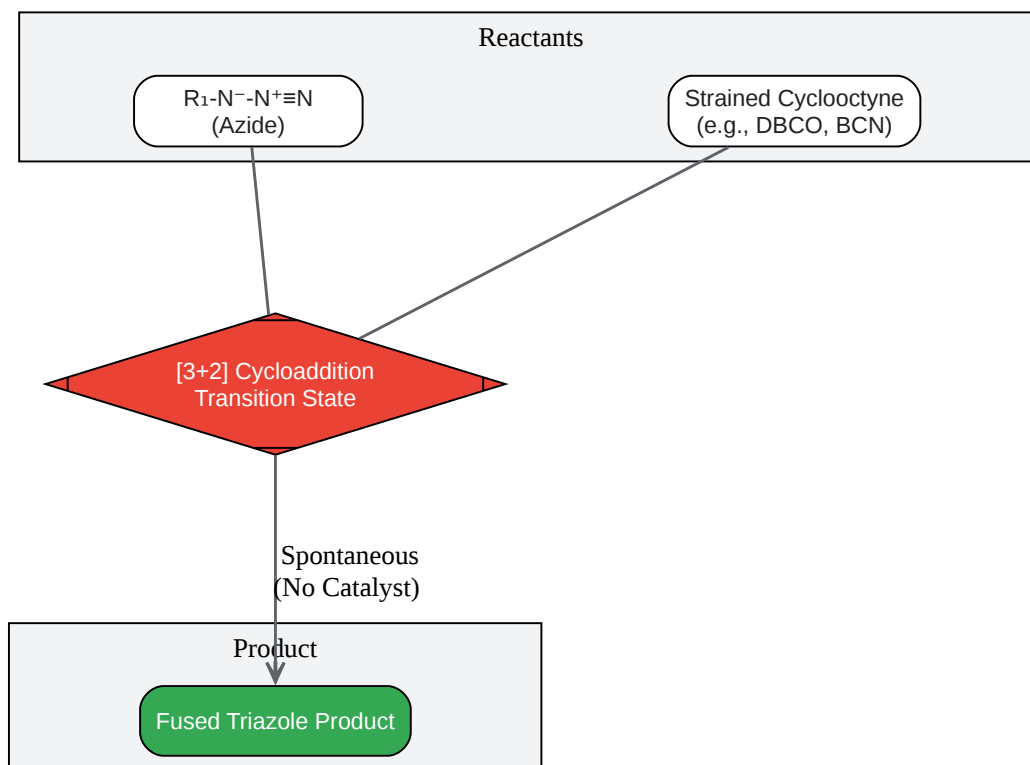 Reactants
R₁-N⁻-N⁺≡N
(Azide)
Strained Cyclooctyne
(e.g., DBCO, BCN)
[3+2] Cycloaddition
Transition State
Spontaneous
(No Catalyst)
Product
Fused Triazole Product